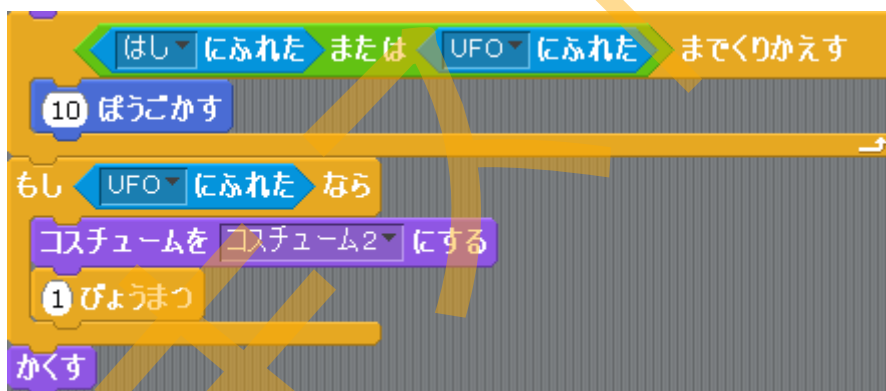 はし にふれた または UFO にふれた までくりかえす
10 ほうごかす
もし UFO にふれた なら
コスチュームを コスチューム2 にする
1 びょうまつ
かくす